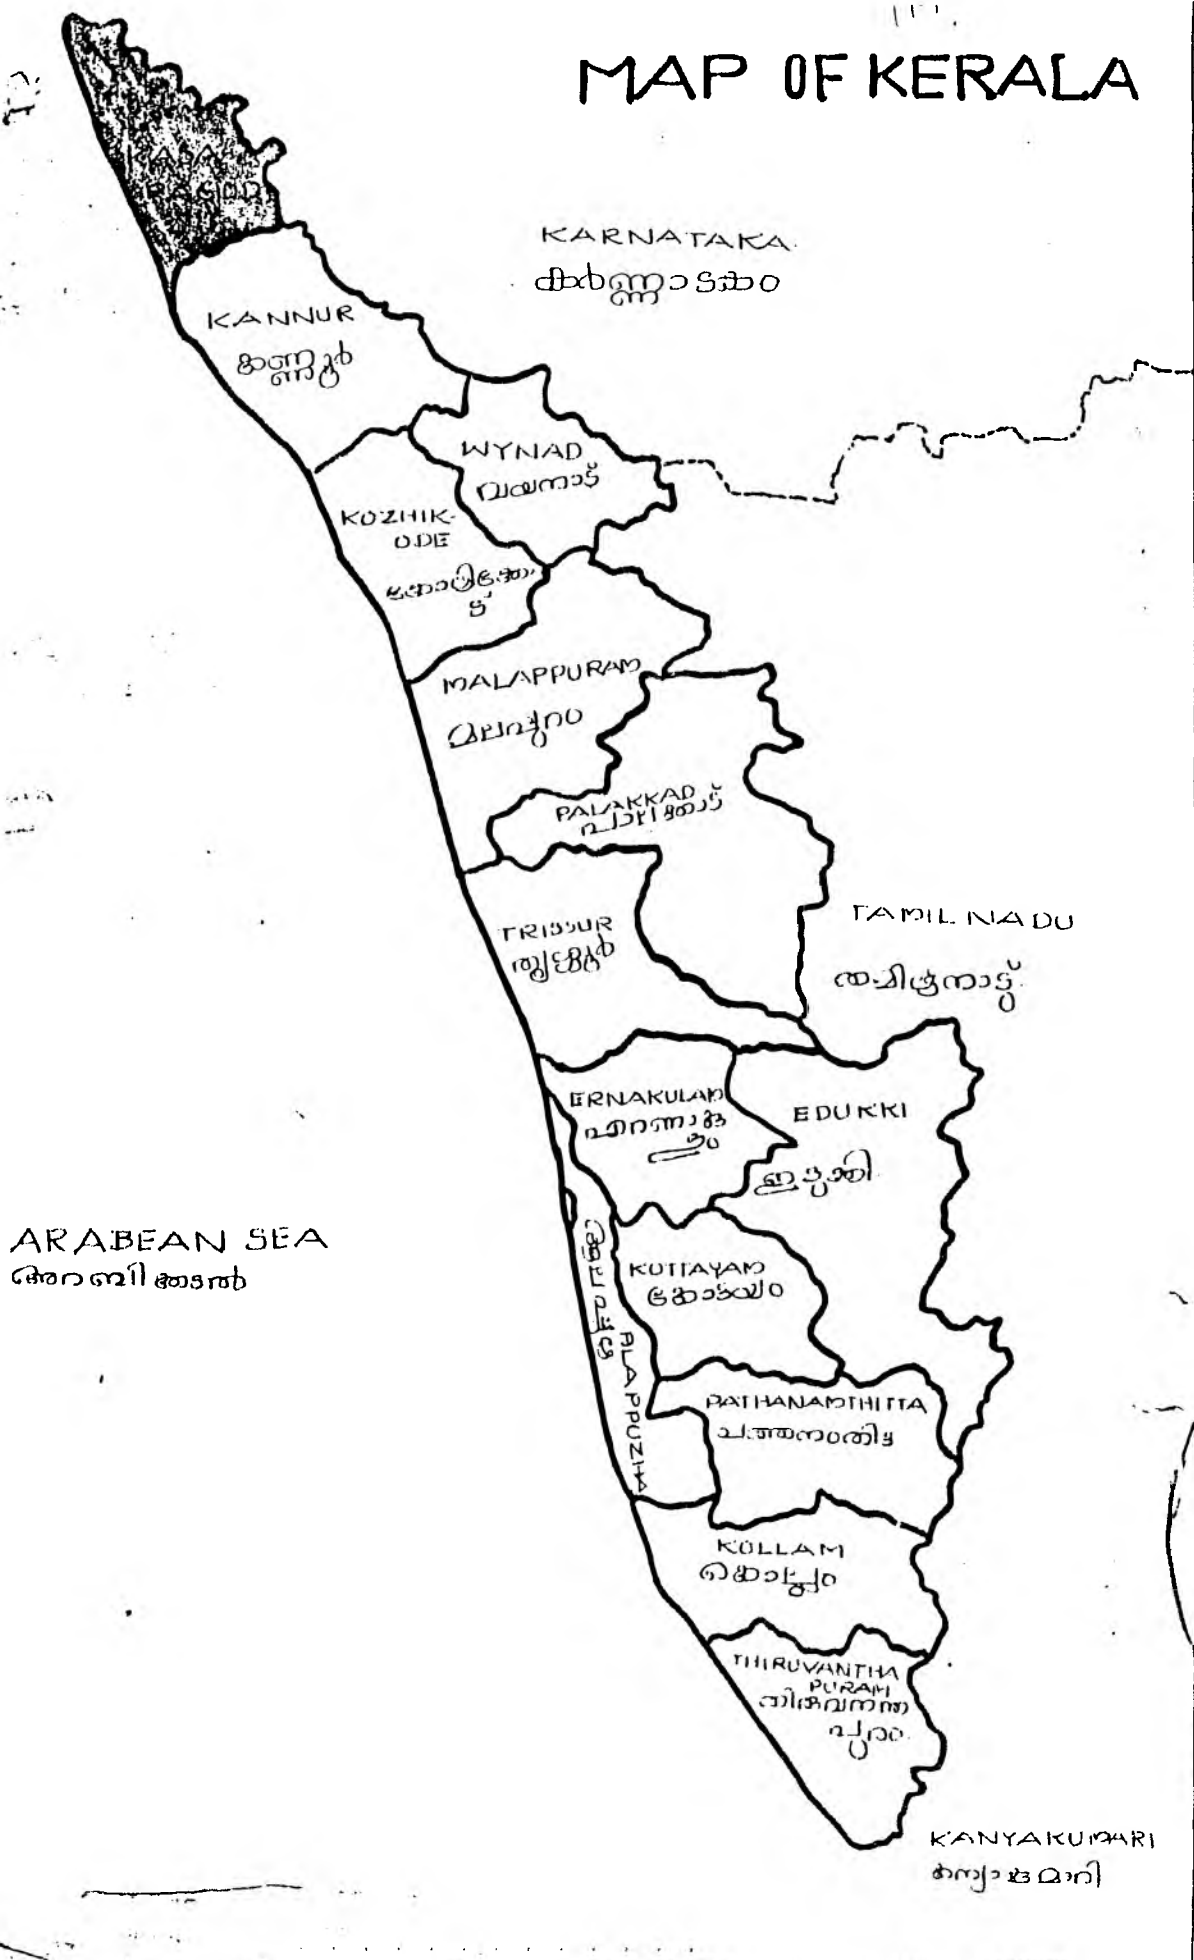 MAP OF KERALA
KASA-
RAGOD
KARNATAKA
കർണ്ണാടകം
KANNUR
കണ്ണൂർ
WYNAD
വയനാട്
KOZHIK-
ODE
കോഴിക്കോ
ട്
MALAPPURAM
മലപ്പുറം
PALAKKAD
പാലക്കാട്
TRISSUR
തൃശ്ശൂർ
TAMIL NADU
തമിഴ്നാട്
ERNAKULAM
എറണാകു
ളം
EDUKKI
ഇടുക്കി
ARABEAN SEA
അറബിക്കടൽ
ആലപ്പുഴ
ALAPPUZHA
KOTTAYAM
കോട്ടയം
PATHANAMTHITTA
പത്തനംതിട്ട
KOLLAM
കൊല്ലം
THIRUVANTHA
PURAM
തിരുവനന്ത
പുരം
KANYAKUMARI
കന്യാകുമാറി